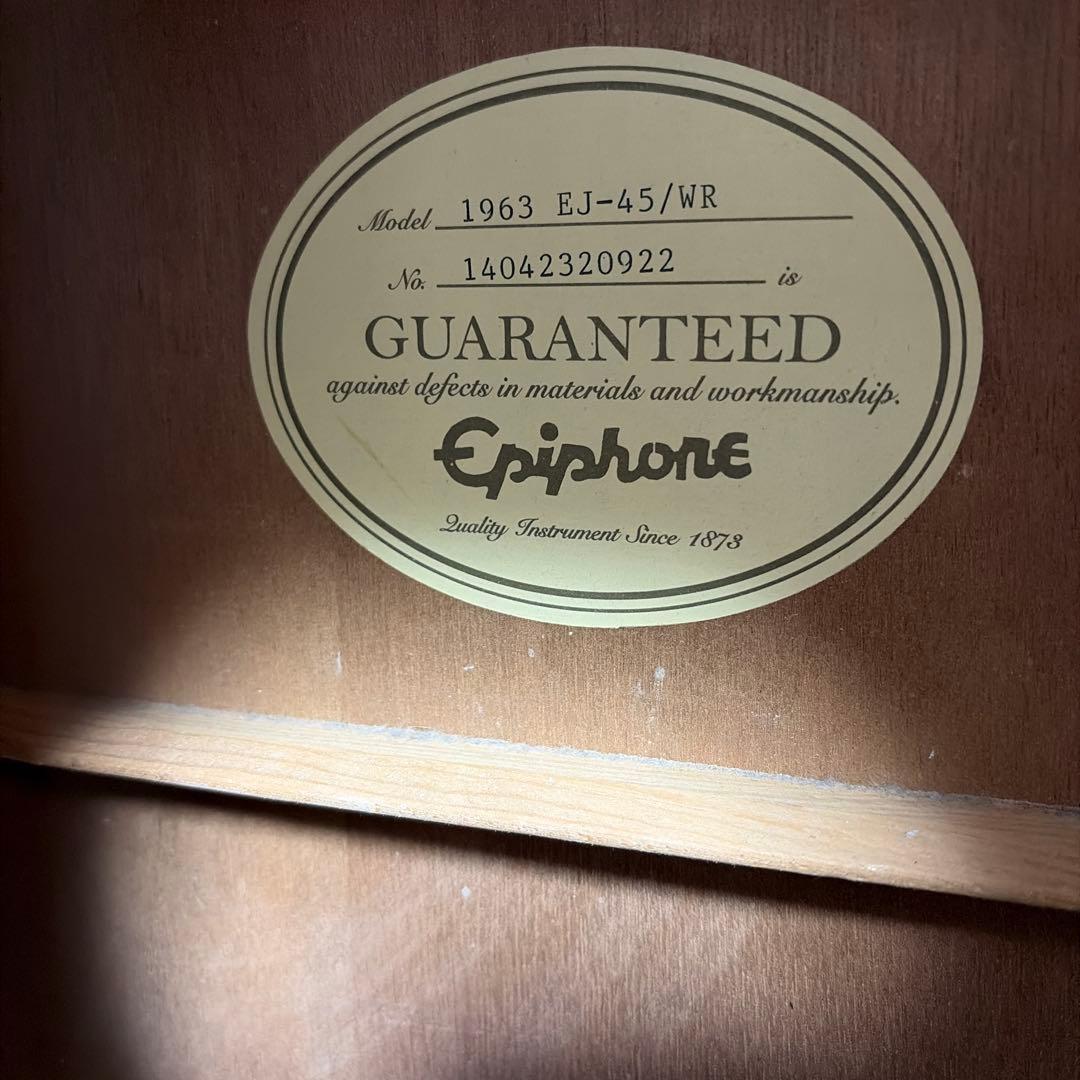 Model 1963 EJ-45/WR
No. 14042320922 is
GUARANTEED
against defects in materials and workmanship.
Epiphone
Quality Instrument Since 1873